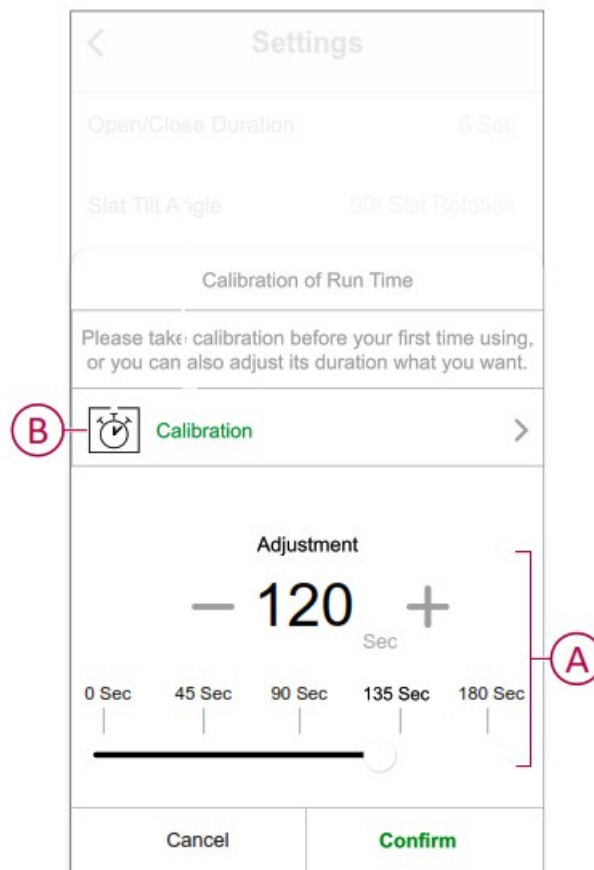 Settings
Open/Close Duration 6 Sec
Slat Tilt Angle 90° Slat Rotation
Calibration of Run Time
Please take calibration before your first time using,
or you can also adjust its duration what you want.
B
Calibration
Adjustment
120
Sec
A
0 Sec 45 Sec 90 Sec 135 Sec 180 Sec
Cancel Confirm